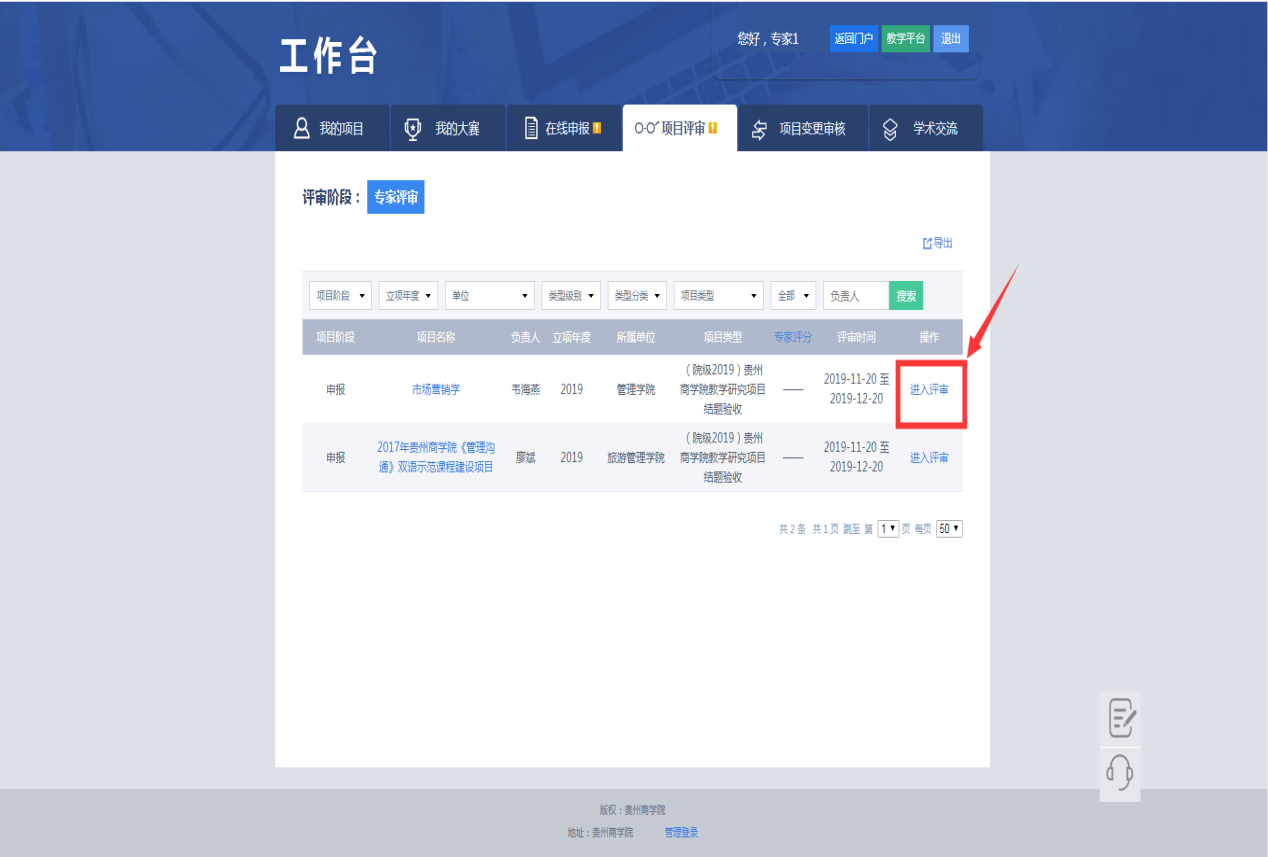 工作台
您好，专家1 返回门户 教学平台 退出
我的项目 我的大赛 在线申报 项目评审 项目变更审核 学术交流
评审阶段： 专家评审
导出
项目阶段 立项年度 单位 类型级别 类型分类 项目类型 全部 负责人 搜索
项目阶段 项目名称 负责人 立项年度 所属单位 项目类型 专家评分 评审时间 操作
申报 市场营销学 韦海燕 2019 管理学院 （院级2019）贵州
商学院教学研究项目
结题验收 —— 2019-11-20 至
2019-12-20 进入评审
申报 2017年贵州商学院《管理沟
通》双语示范课程建设项目 廖斌 2019 旅游管理学院 （院级2019）贵州
商学院教学研究项目
结题验收 —— 2019-11-20 至
2019-12-20 进入评审
共 2 条 共 1 页 跳至 第 1 页 每页 50
版权：贵州商学院
地址：贵州商学院 管理登录